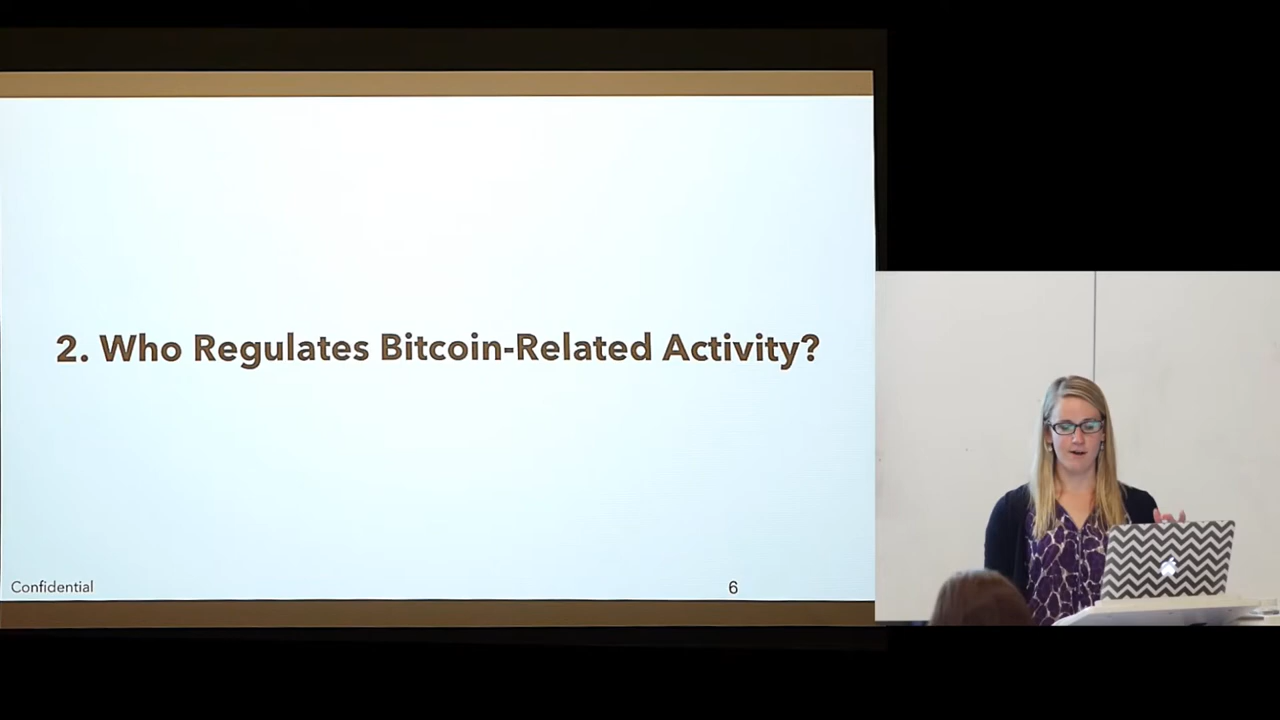 2. Who Regulates Bitcoin-Related Activity?
Confidential
6